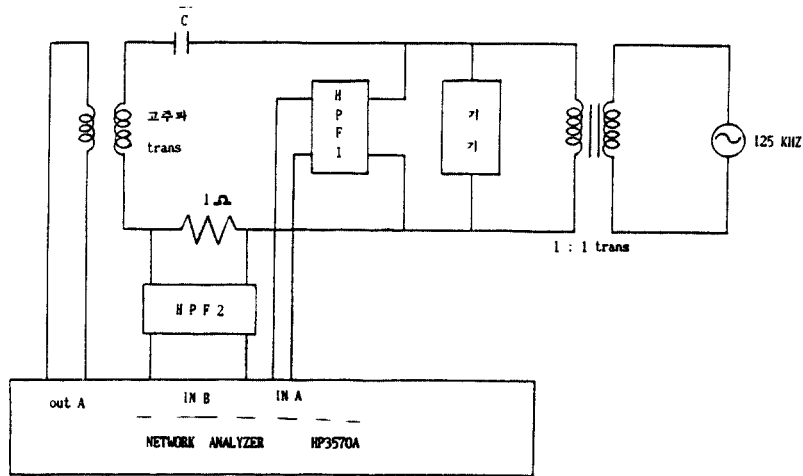 C
고주파
trans
H
P
F
1
기
기
125 KHZ
1 Ω
1 : 1 trans
H P F 2
out A
IN B
IN A
NETWORK ANALYZER HP3570A